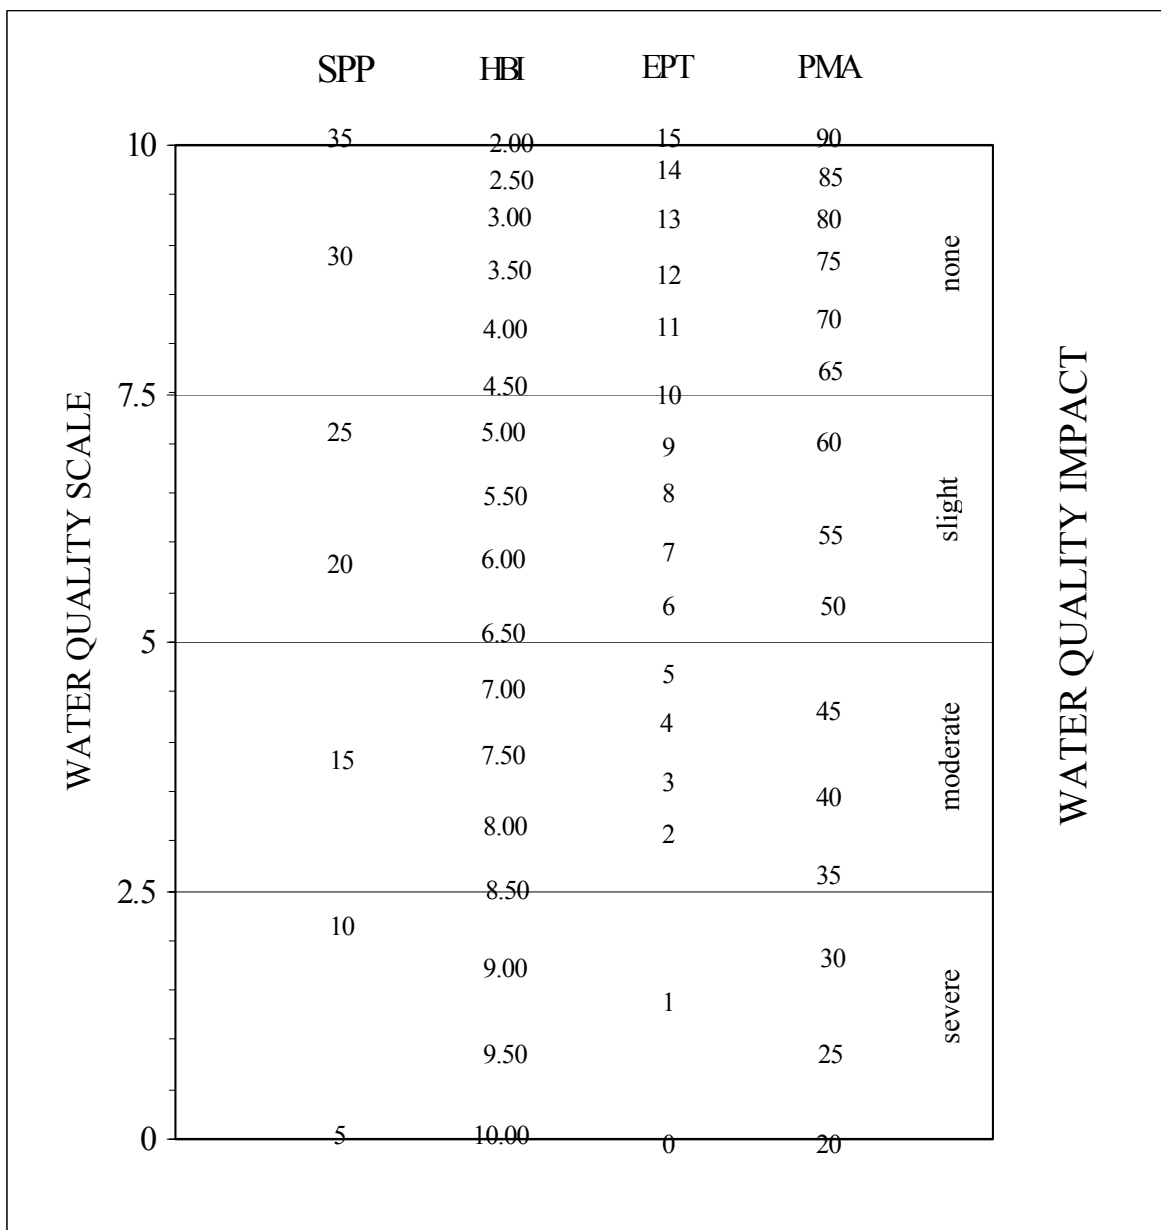 SPP HBI EPT PMA
10 35 2.00 15 90
14
2.50 85
3.00 13 80
30 75
3.50 12
none
4.00 11 70
65
4.50
7.5 10
25 5.00
9 60
5.50 8
slight
55
20 6.00 7
6 50
6.50
5
5
7.00
4 45
15 7.50
moderate
3
40
8.00 2
35
2.5 8.50
10
30
9.00
1
severe
9.50 25
0 5 10.00 0 20
WATER QUALITY SCALE
WATER QUALITY IMPACT